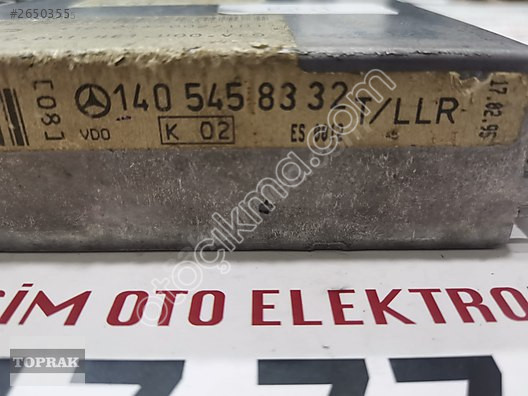 #2650355
[08]
140 545 83 32
T/LLR
17.02.95
VDO
K 02
ES
otoçıkma.com
SİM OTO ELEKTRO
TOPRAK
77